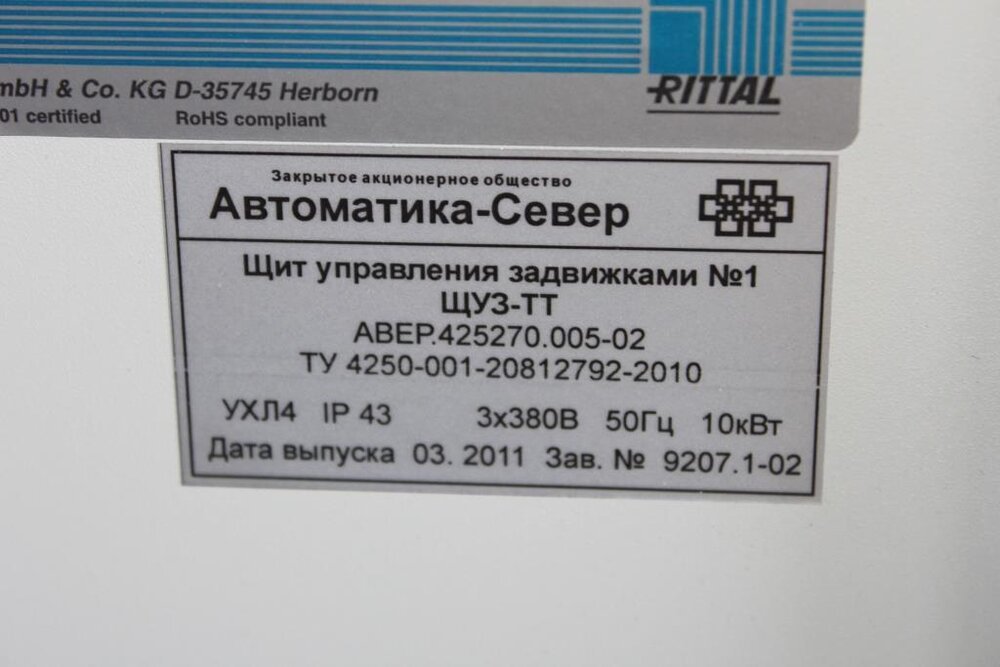 mbH & Co. KG D-35745 Herborn
01 certified RoHS compliant
RITTAL
Закрытое акционерное общество
Автоматика-Север
Щит управления задвижками №1
ЩУЗ-ТТ
АВЕР.425270.005-02
ТУ 4250-001-20812792-2010
УХЛ4 IP 43 3х380В 50Гц 10кВт
Дата выпуска 03. 2011 Зав. № 9207.1-02